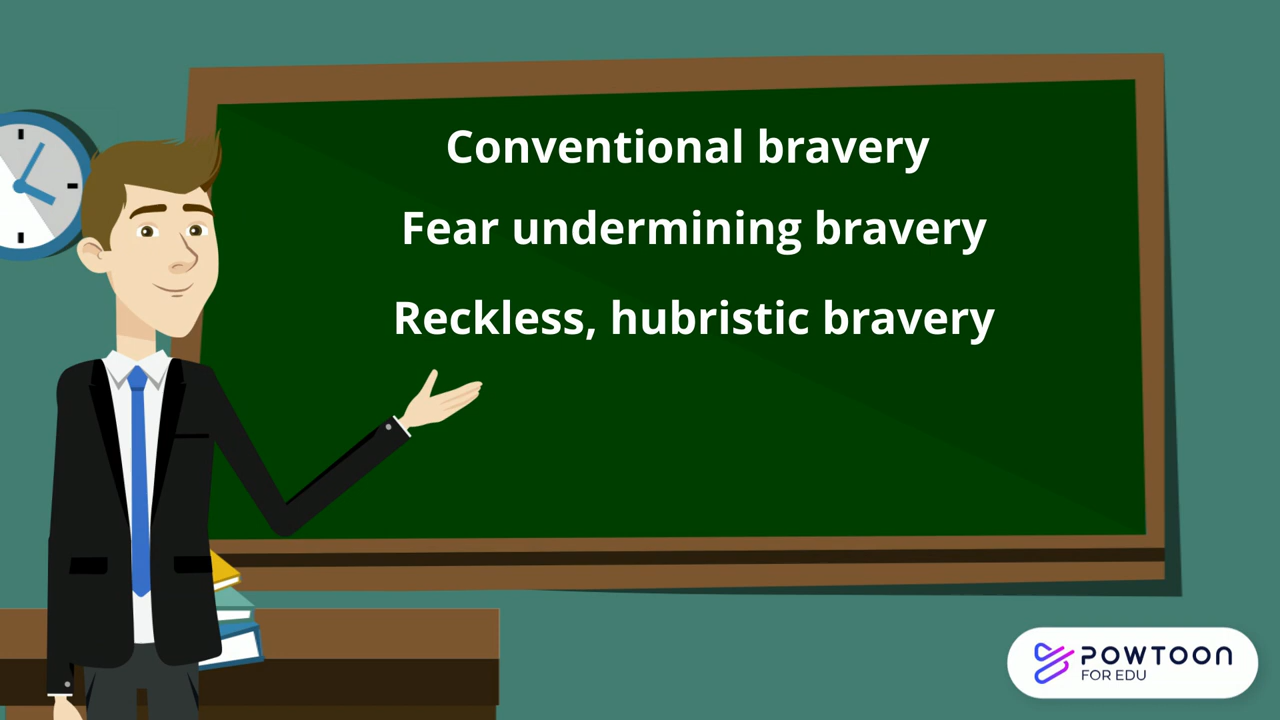 Conventional bravery
Fear undermining bravery
Reckless, hubristic bravery
POWTOON
FOR EDU